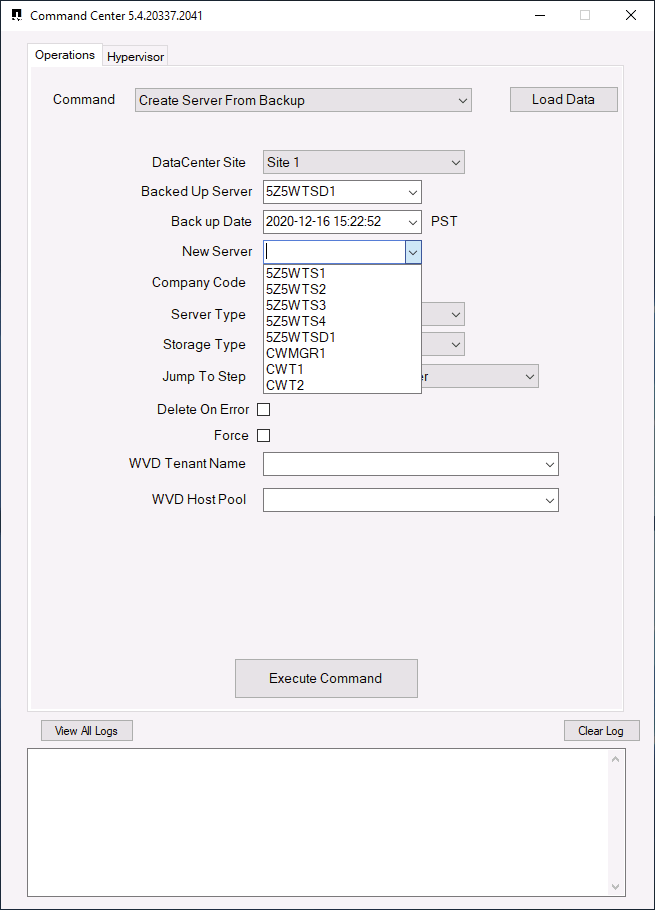 Command Center 5.4.20337.2041
Operations Hypervisor
Command Create Server From Backup Load Data
DataCenter Site Site 1
Backed Up Server 5Z5WTSD1
Back up Date 2020-12-16 15:22:52 PST
New Server
Company Code
5Z5WTS1
5Z5WTS2
5Z5WTS3
5Z5WTS4
5Z5WTSD1
CWMGR1
CWT1
CWT2
Server Type
Storage Type
Jump To Step
Delete On Error
Force
WVD Tenant Name
WVD Host Pool
Execute Command
View All Logs Clear Log